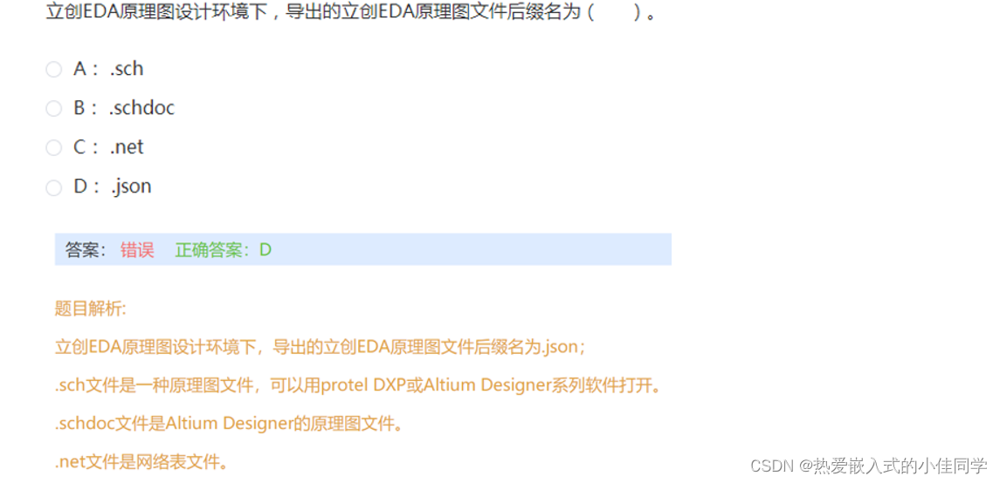 立创EDA原理图设计环境下，导出的立创EDA原理图文件后缀名为（　　）。
A： .sch
B： .schdoc
C： .net
D： .json
答案： 错误 正确答案：D
题目解析:
立创EDA原理图设计环境下，导出的立创EDA原理图文件后缀名为.json；
.sch文件是一种原理图文件，可以用protel DXP或Altium Designer系列软件打开。
.schdoc文件是Altium Designer的原理图文件。
.net文件是网络表文件。
CSDN @热爱嵌入式的小佳同学